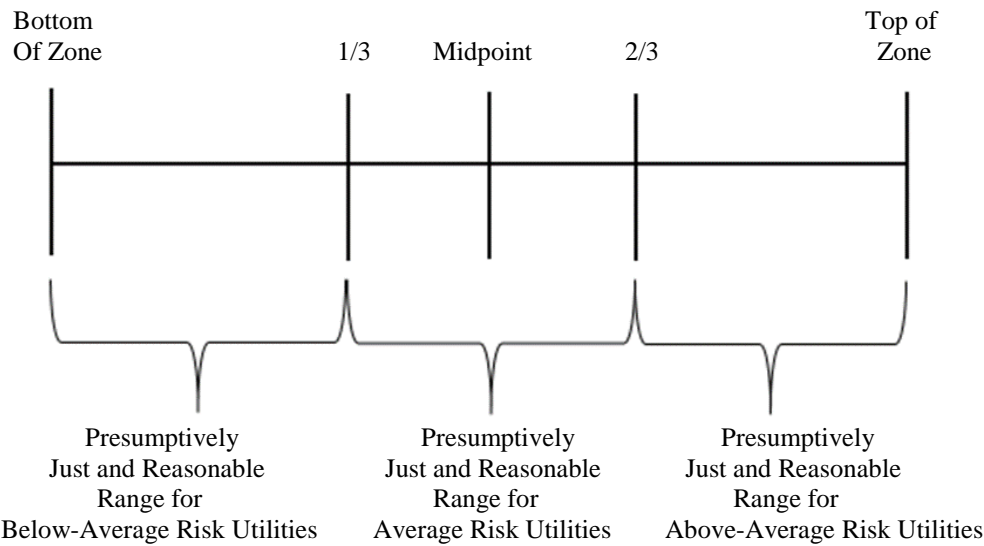 Bottom
Of Zone
1/3
Midpoint
2/3
Top of
Zone
Presumptively
Just and Reasonable
Range for
Below-Average Risk Utilities
Presumptively
Just and Reasonable
Range for
Average Risk Utilities
Presumptively
Just and Reasonable
Range for
Above-Average Risk Utilities